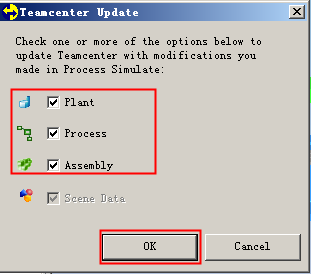 Teamcenter Update
Check one or more of the options below to
update Teamcenter with modifications you
made in Process Simulate:
Plant
Process
Assembly
Scene Data
OK
Cancel